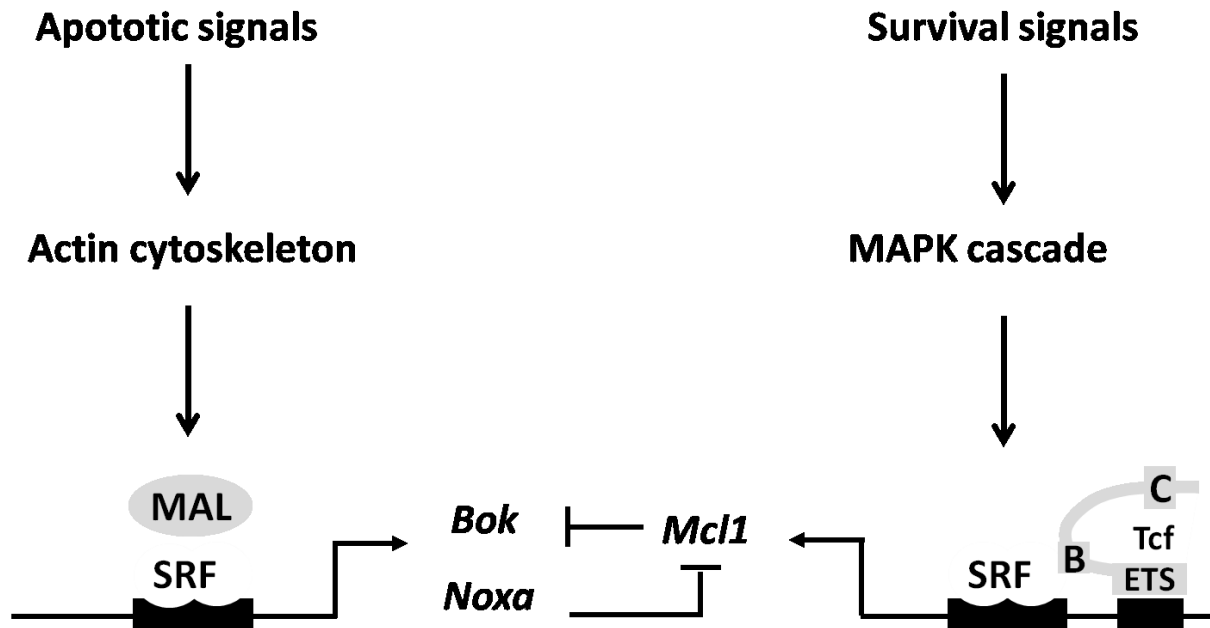 Apototic signals
Survival signals
Actin cytoskeleton
MAPK cascade
MAL
C
Bok
Mcl1
Tcf
SRF
SRF
B
Noxa
ETS